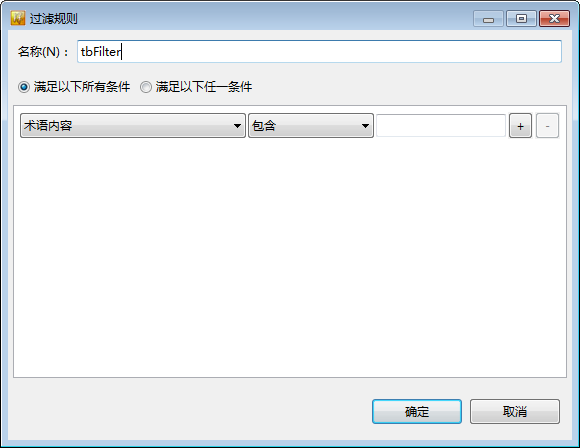 过滤规则
名称(N)： tbFilter
满足以下所有条件 满足以下任一条件
术语内容 包含 + -
确定 取消